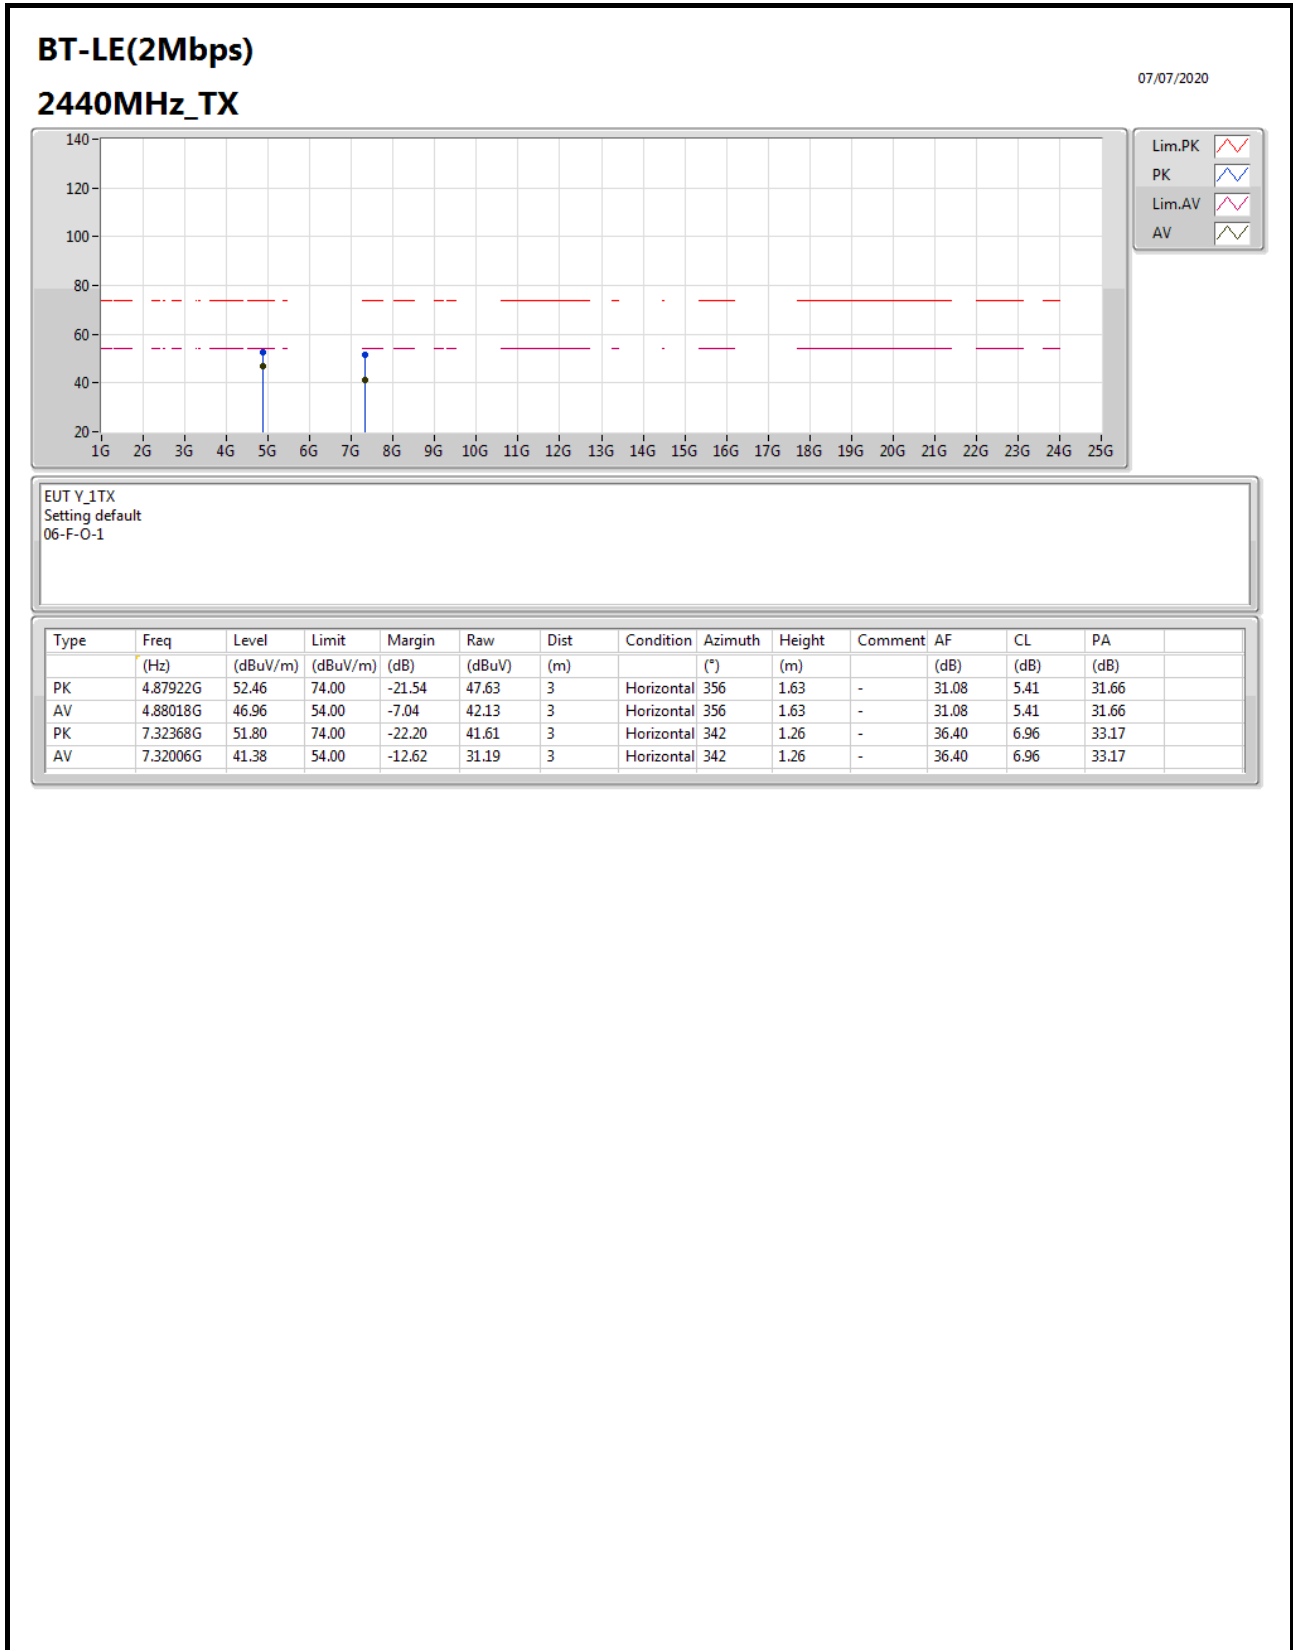 BT-LE(2Mbps)
07/07/2020
2440MHz_TX
140
120
100
80
60
40
20
1G 2G 3G 4G 5G 6G 7G 8G 9G 10G 11G 12G 13G 14G 15G 16G 17G 18G 19G 20G 21G 22G 23G 24G 25G
Lim.PK
PK
Lim.AV
AV
EUT Y_1TX
Setting default
06-F-O-1
Type Freq Level Limit Margin Raw Dist Condition Azimuth Height Comment AF CL PA
(Hz) (dBuV/m) (dBuV/m) (dB) (dBuV) (m) (°) (m) (dB) (dB) (dB)
PK 4.87922G 52.46 74.00 -21.54 47.63 3 Horizontal 356 1.63 - 31.08 5.41 31.66
AV 4.88018G 46.96 54.00 -7.04 42.13 3 Horizontal 356 1.63 - 31.08 5.41 31.66
PK 7.32368G 51.80 74.00 -22.20 41.61 3 Horizontal 342 1.26 - 36.40 6.96 33.17
AV 7.32006G 41.38 54.00 -12.62 31.19 3 Horizontal 342 1.26 - 36.40 6.96 33.17